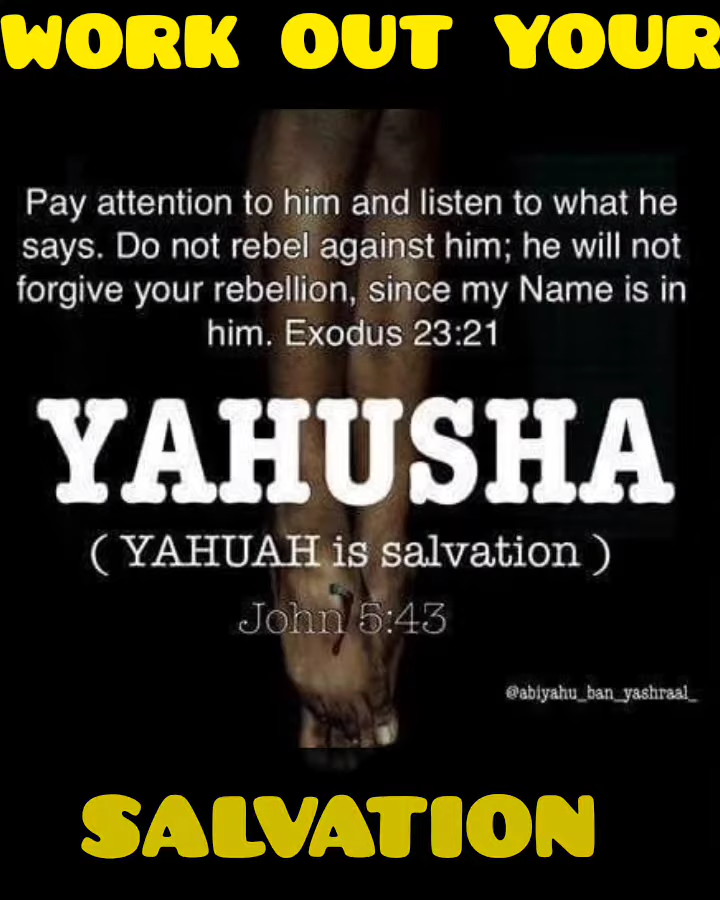 WORK OUT YOUR
Pay attention to him and listen to what he
says. Do not rebel against him; he will not
forgive your rebellion, since my Name is in
him. Exodus 23:21
YAHUSHA
( YAHUAH is salvation )
John 5:43
@abiyahu_ban_yashraal_
SALVATION